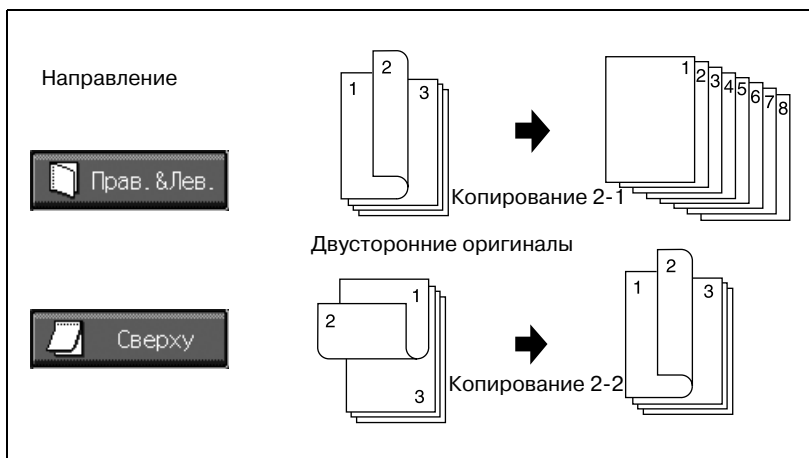 Направление
2
1
3
1
2
3
4
5
6
7
8
Прав.&Лев.
Копирование 2-1
Двусторонние оригиналы
1
2
3
2
1
3
Сверху
Копирование 2-2